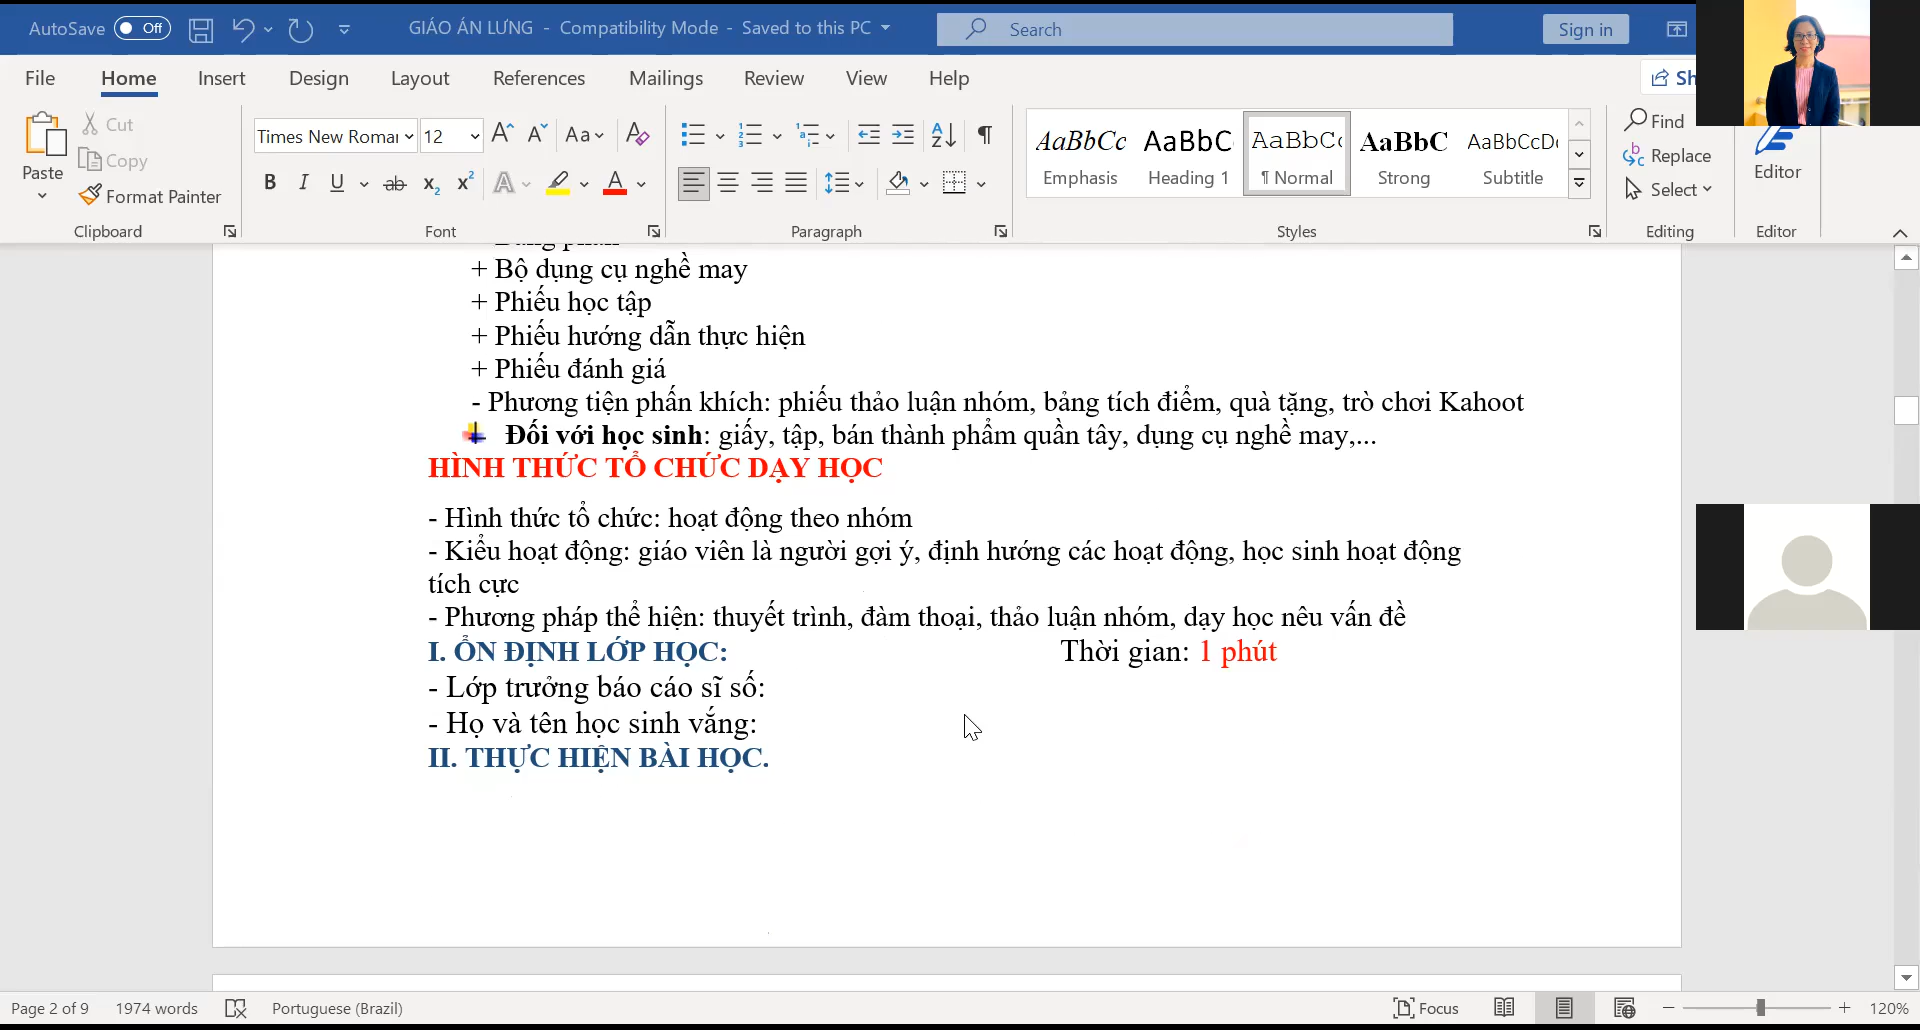 AutoSave Off GIÁO ÁN LƯNG - Compatibility Mode - Saved to this PC Search Sign in
File Home Insert Design Layout References Mailings Review View Help Sh
Paste Cut Copy Format Painter Clipboard
Times New Roman 12 Aa Font
Paragraph
AaBbCc AaBbC AaBbCc AaBbC AaBbCcDc
Emphasis Heading 1 ¶ Normal Strong Subtitle
Styles
Find Replace Select Editing
Editor
Editor
+ Bộ dụng cụ nghề may
+ Phiếu học tập
+ Phiếu hướng dẫn thực hiện
+ Phiếu đánh giá
- Phương tiện phấn khích: phiếu thảo luận nhóm, bảng tích điểm, quà tặng, trò chơi Kahoot
Đối với học sinh: giấy, tập, bán thành phẩm quần tây, dụng cụ nghề may,...
HÌNH THỨC TỔ CHỨC DẠY HỌC
- Hình thức tổ chức: hoạt động theo nhóm
- Kiểu hoạt động: giáo viên là người gợi ý, định hướng các hoạt động, học sinh hoạt động
tích cực
- Phương pháp thể hiện: thuyết trình, đàm thoại, thảo luận nhóm, dạy học nêu vấn đề
I. ỔN ĐỊNH LỚP HỌC: Thời gian: 1 phút
- Lớp trưởng báo cáo sĩ số:
- Họ và tên học sinh vắng:
II. THỰC HIỆN BÀI HỌC.
Page 2 of 9 1974 words Portuguese (Brazil) Focus 120%